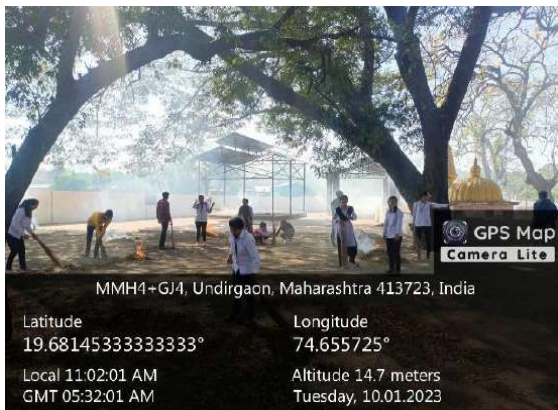 GPS Map
Camera Lite
MMH4+GJ4, Undirgaon, Maharashtra 413723, India
Latitude
19.68145333333333°
Longitude
74.655725°
Local 11:02:01 AM
GMT 05:32:01 AM
Altitude 14.7 meters
Tuesday, 10.01.2023